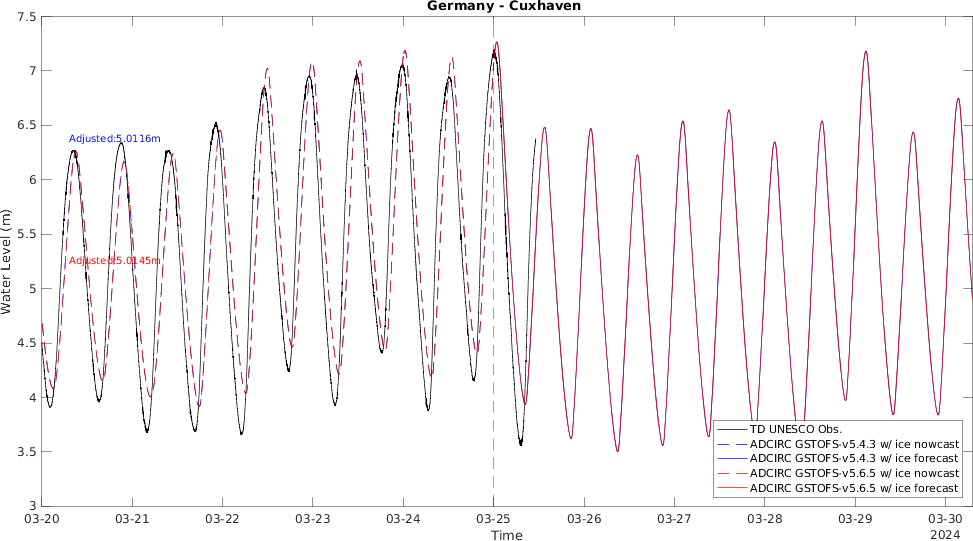 Germany - Cuxhaven
7.5
7
6.5
6
5.5
5
4.5
4
3.5
3
Water Level (m)
Adjusted:5.0116m
Adjusted:5.0145m
TD UNESCO Obs.
ADCIRC GSTOFS-v5.4.3 w/ ice nowcast
ADCIRC GSTOFS-v5.4.3 w/ ice forecast
ADCIRC GSTOFS-v5.6.5 w/ ice nowcast
ADCIRC GSTOFS-v5.6.5 w/ ice forecast
03-20 03-21 03-22 03-23 03-24 03-25 03-26 03-27 03-28 03-29 03-30
Time
2024